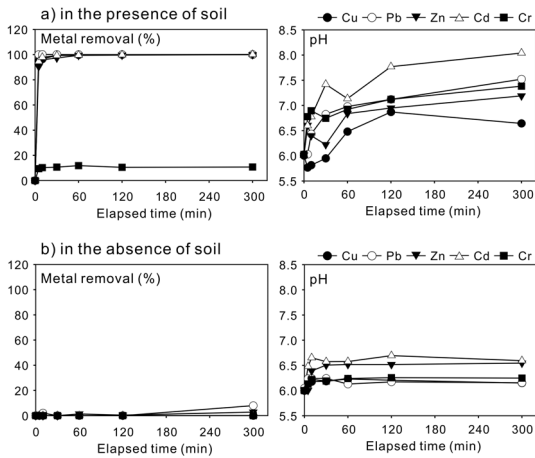 a) in the presence of soil
Cu Pb Zn Cd Cr
Metal removal (%)
120
100
80
60
40
20
0
0 60 120 180 240 300
Elapsed time (min)
pH
8.5
8.0
7.5
7.0
6.5
6.0
5.5
0 60 120 180 240 300
Elapsed time (min)
b) in the absence of soil
Cu Pb Zn Cd Cr
Metal removal (%)
120
100
80
60
40
20
0
0 60 120 180 240 300
Elapsed time (min)
pH
8.5
8.0
7.5
7.0
6.5
6.0
5.5
0 60 120 180 240 300
Elapsed time (min)